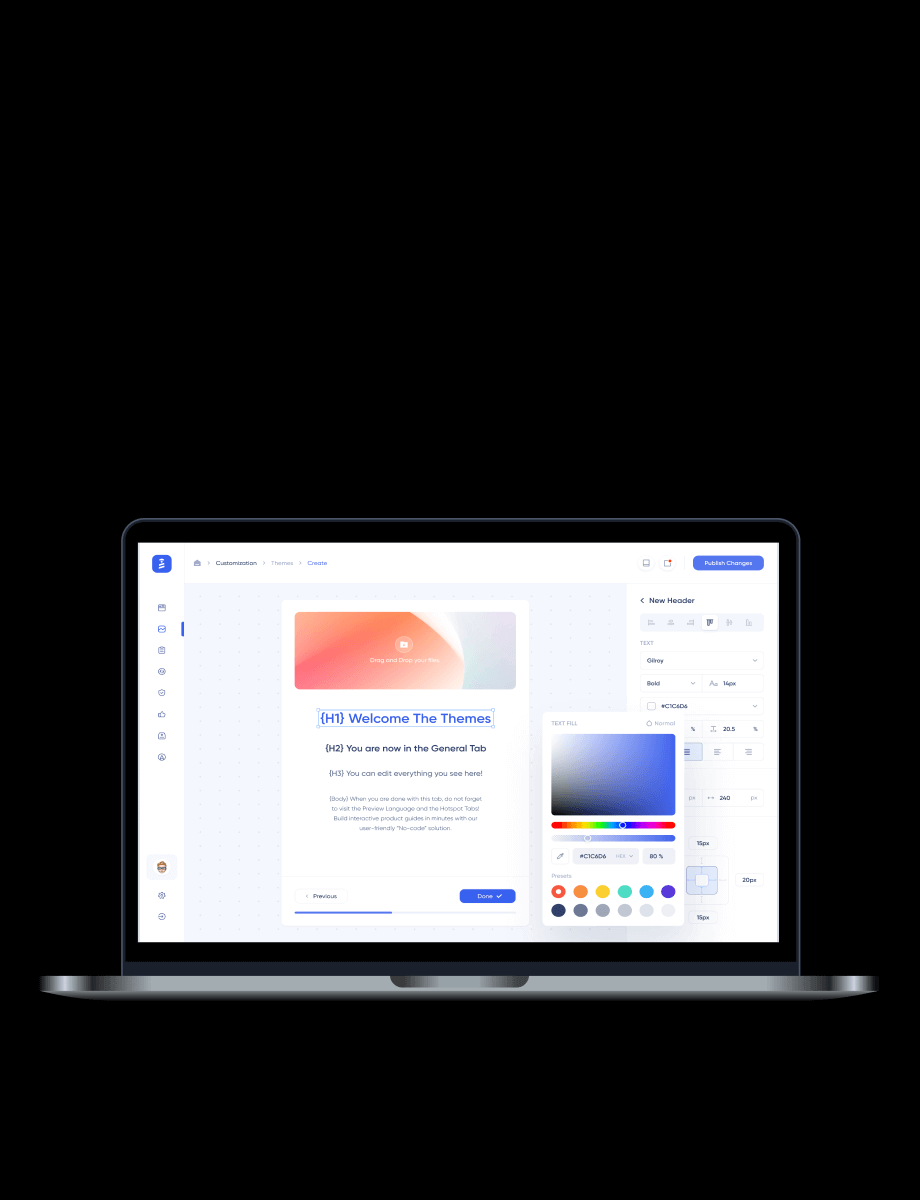 Customization
Themes
Create
Publish Changes
New Header
TEXT
Gilroy
Bold
Aa
14px
#C1C6D6
%
20.5
%
px
240
px
15px
20px
15px
Drag and Drop your files
{H1} Welcome The Themes
{H2} You are now in the General Tab
{H3} You can edit everything you see here!
{Body} When you are done with this tab, do not forget
to visit the Preview Language and the Hotspot Tabs!
Build interactive product guides in minutes with our
user-friendly "No-code" solution.
Previous
Done
TEXT FILL
Normal
#C1C6D6
HEX
80 %
Presets